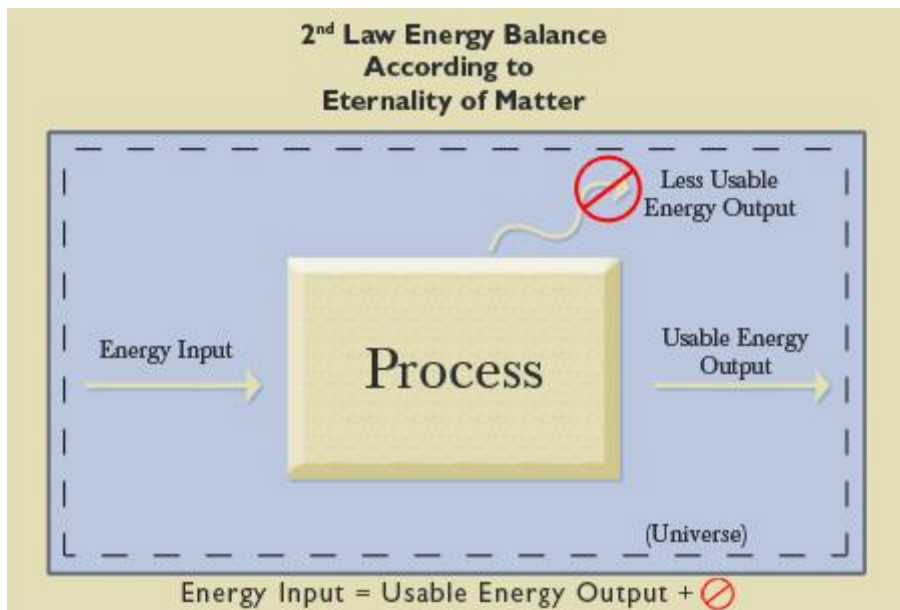 2nd Law Energy Balance
According to
Eternality of Matter
Less Usable
Energy Output
Energy Input
Process
Usable Energy
Output
(Universe)
Energy Input = Usable Energy Output +